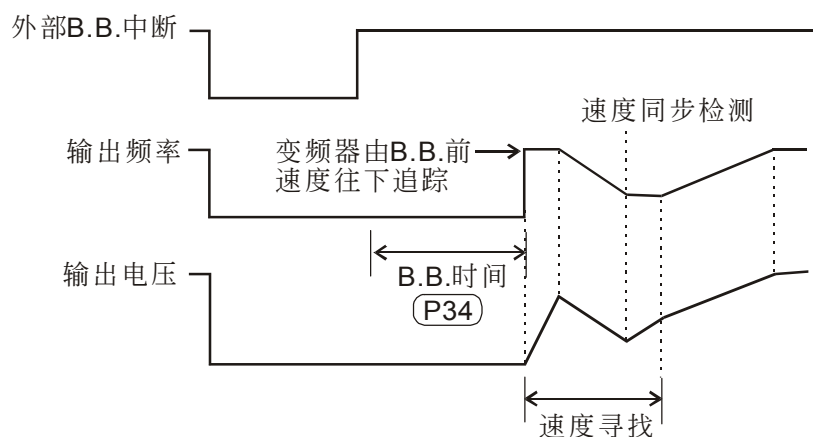 外部B.B.中断
速度同步检测
输出频率
变频器由B.B.前
速度往下追踪
输出电压
B.B.时间
P34
速度寻找